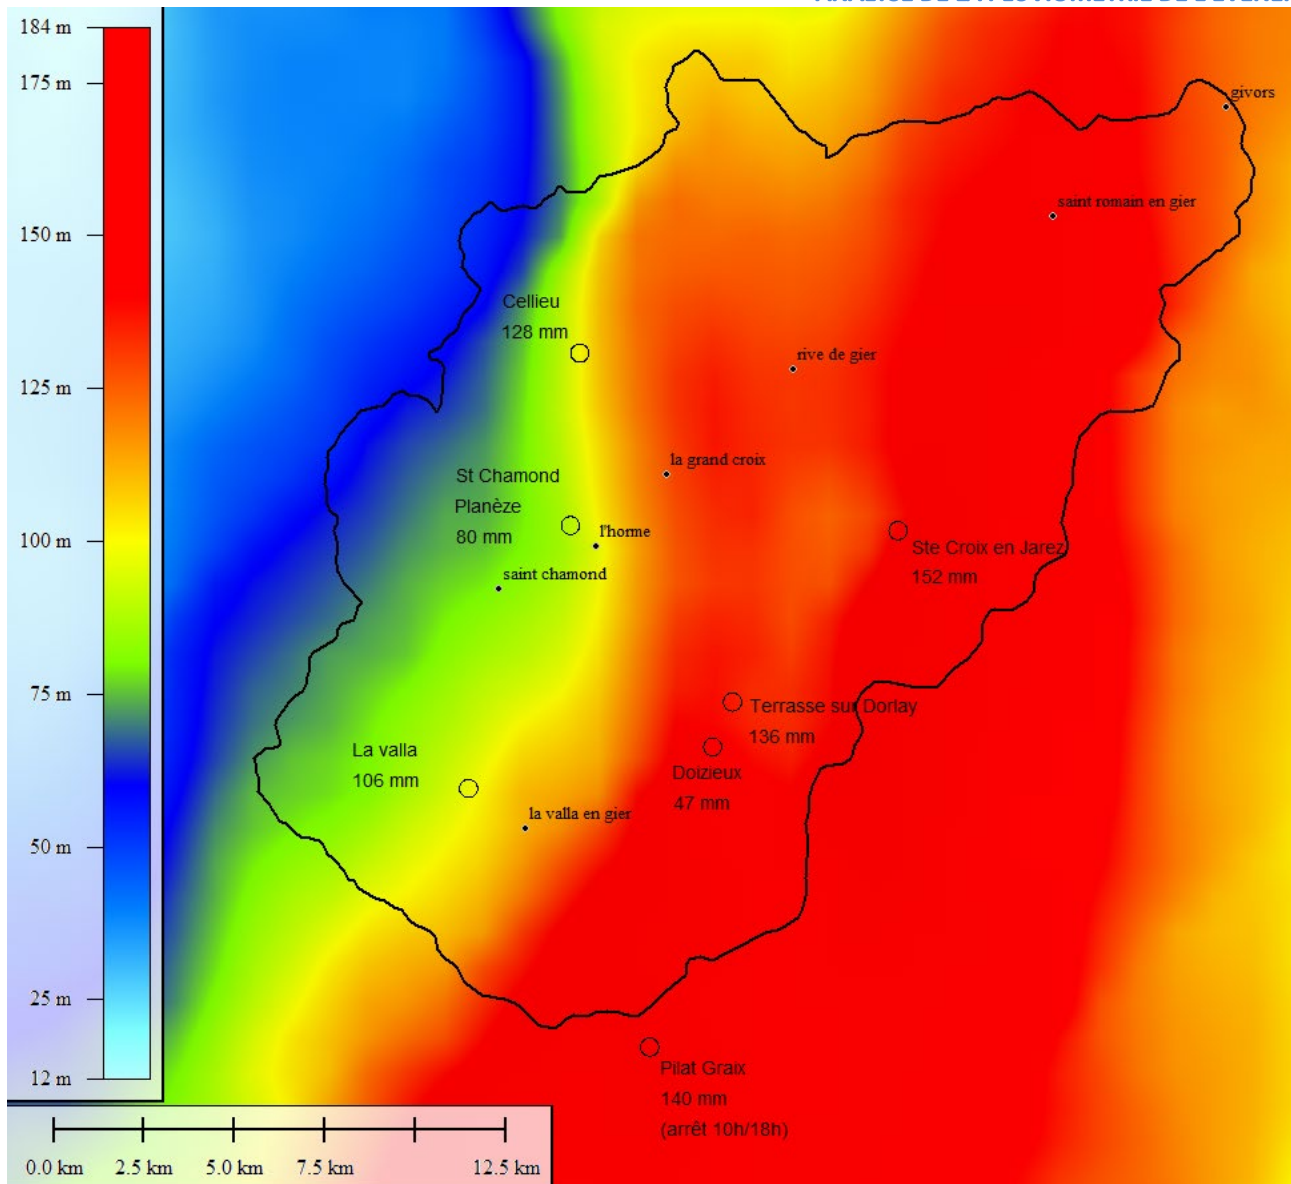 184 m
175 m
150 m
125 m
100 m
75 m
50 m
25 m
12 m
givors
saint romain en gier
Cellieu
128 mm
rive de gier
la grand croix
St Chamond
Planèze
80 mm
l'horme
saint chamond
Ste Croix en Jarez
152 mm
Terrasse sur Dorlay
136 mm
La valla
106 mm
Doizieux
47 mm
la valla en gier
Pilat Graix
140 mm
(arrêt 10h/18h)
0.0 km 2.5 km 5.0 km 7.5 km 12.5 km